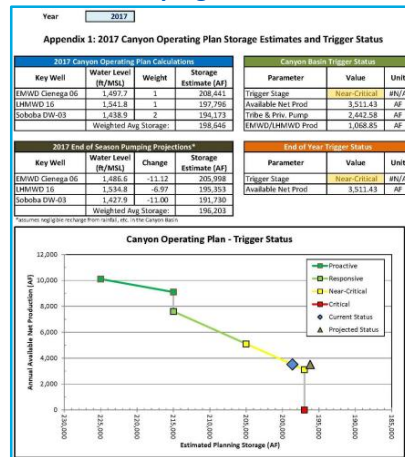 Year 2017
Appendix 1: 2017 Canyon Operating Plan Storage Estimates and Trigger Status
2017 Canyon Operating Plan Calculations
Key Well Water Level (ft/MSL) Weight Storage Estimate (AF)
EMWD Cienega 06 1,497.7 1 208,441
LHMWD 16 1,541.8 1 197,796
Soboba DW-03 1,438.9 2 194,173
Weighted Avg Storage: 198,646
Canyon Basin Trigger Status
Parameter Value Unit
Trigger Stage Near-Critical #N/A
Available Net Prod 3,511.43 AF
Tribe & Priv. Pump 2,442.58 AF
EMWD/LHMWD Prod 1,068.85 AF
2017 End of Season Pumping Projections*
Key Well Water Level (ft/MSL) Change Storage Estimate (AF)
EMWD Cienega 06 1,486.6 -11.12 205,998
LHMWD 16 1,534.8 -6.97 195,353
Soboba DW-03 1,427.9 -11.00 191,730
Weighted Avg Storage: 196,203
*assumes negligible recharge from rainfall, etc. in the Canyon Basin
End of Year Trigger Status
Parameter Value Unit
Trigger Stage Near-Critical #N/A
Available Net Prod 3,511.43 AF
Canyon Operating Plan - Trigger Status
Annual Available Net Production (AF)
12,000
10,000
8,000
6,000
4,000
2,000
0
Proactive
Responsive
Near-Critical
Critical
Current Status
Projected Status
230,000 225,000 220,000 215,000 210,000 205,000 200,000 195,000 190,000 185,000
Estimated Planning Storage (AF)